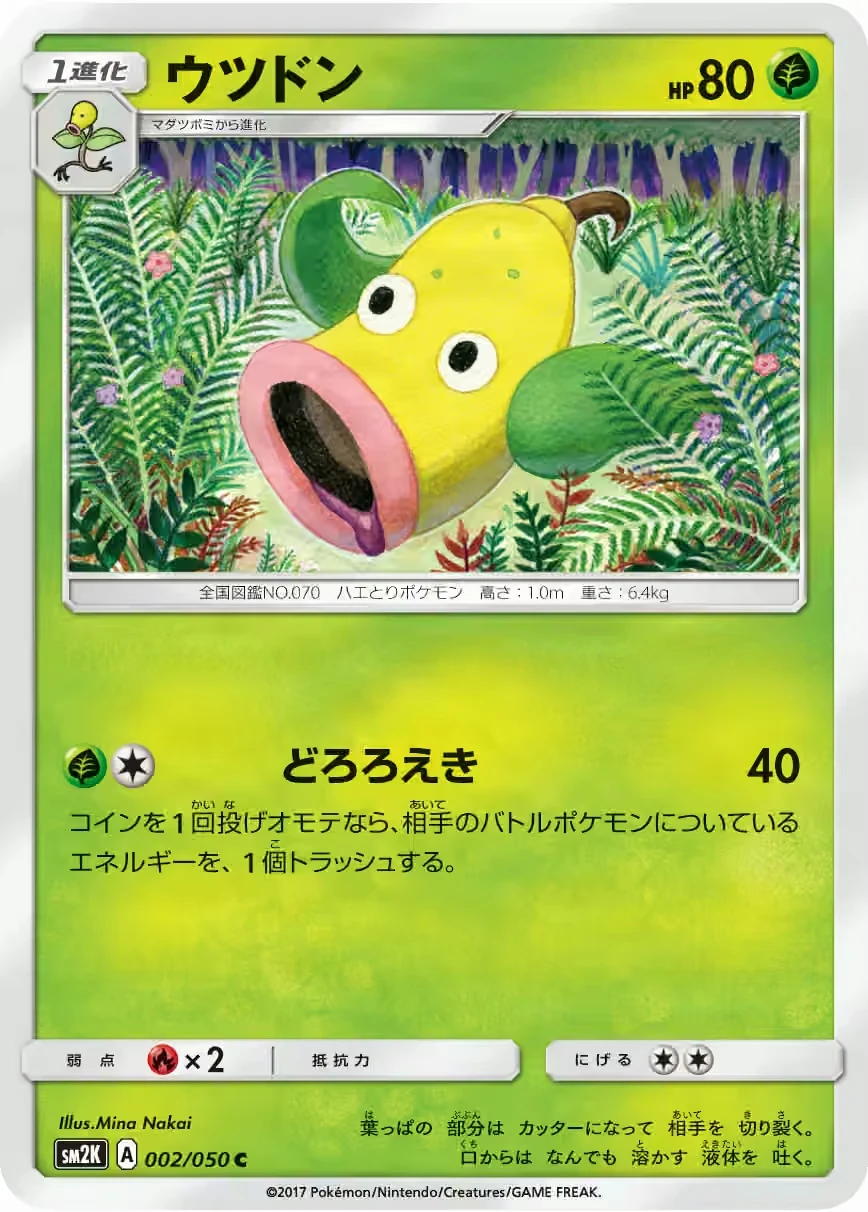 1進化 ウツドン HP80
マダツボミから進化
全国図鑑NO.070 ハエとりポケモン 高さ:1.0m 重さ:6.4kg
どろろえき 40
コインを1回投げオモテなら、相手のバトルポケモンについている
エネルギーを、1個トラッシュする。
弱点 ×2 抵抗力 にげる
Illus.Mina Nakai
葉っぱの 部分は カッターになって 相手を 切り裂く。
口からは なんでも 溶かす 液体を 吐く。
SM2K A 002/050 C
©2017 Pokémon/Nintendo/Creatures/GAME FREAK.